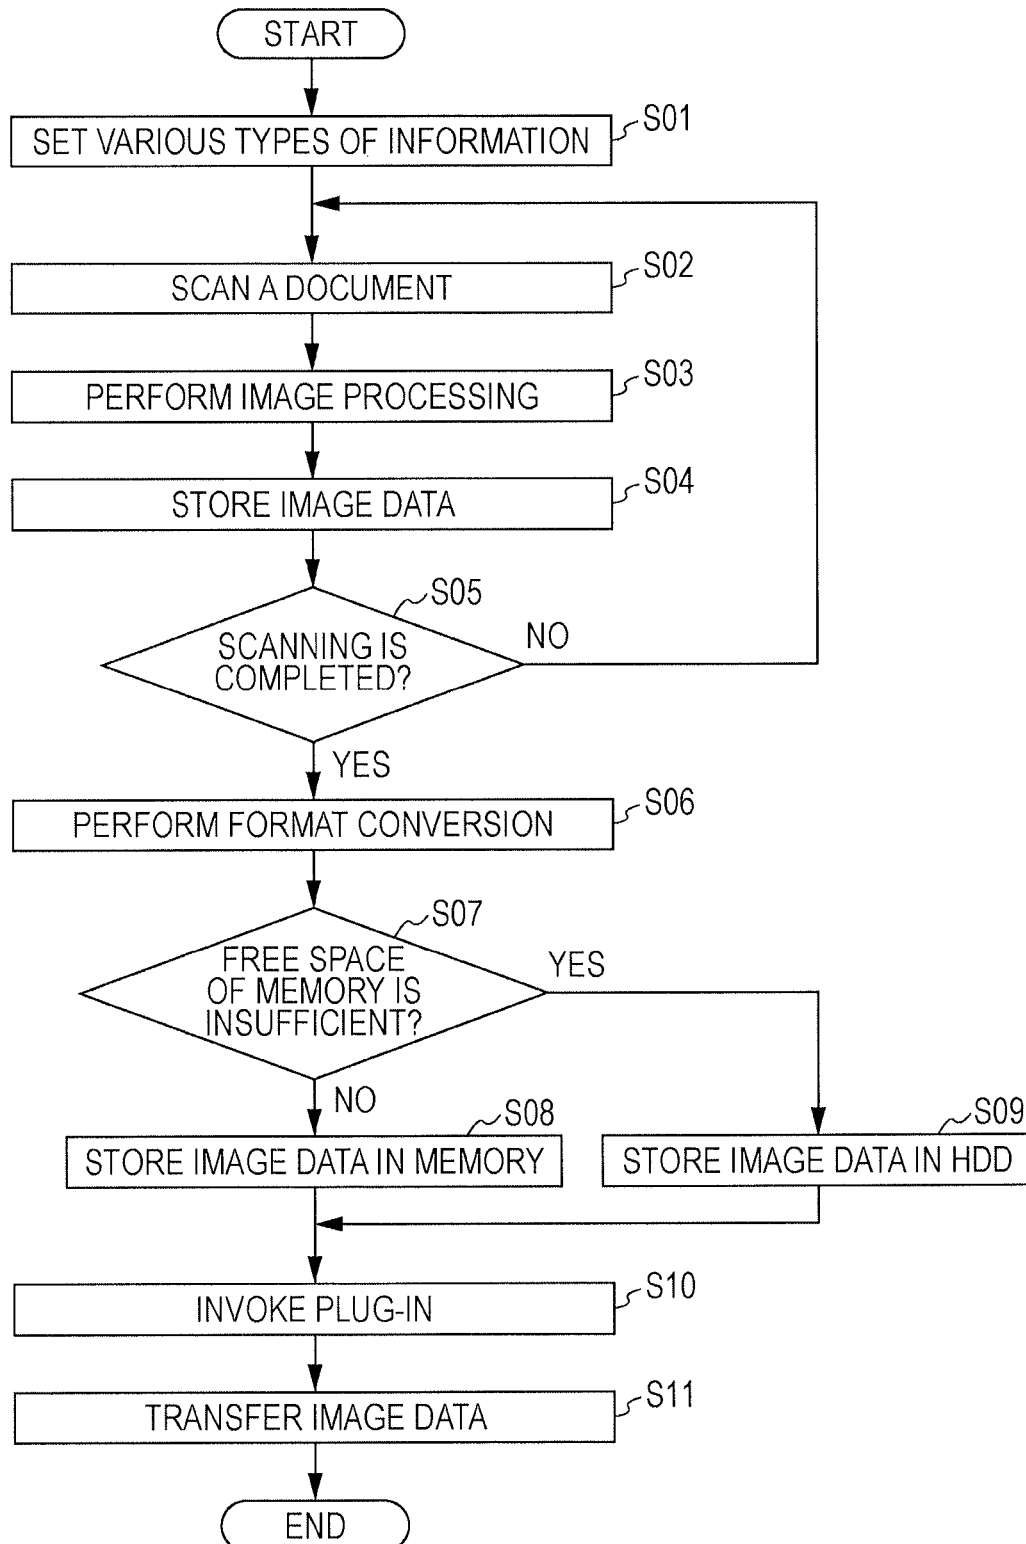 START
SET VARIOUS TYPES OF INFORMATION
S01
SCAN A DOCUMENT
S02
PERFORM IMAGE PROCESSING
S03
STORE IMAGE DATA
S04
SCANNING IS
COMPLETED?
S05
NO
YES
PERFORM FORMAT CONVERSION
S06
FREE SPACE
OF MEMORY IS
INSUFFICIENT?
S07
YES
NO
STORE IMAGE DATA IN MEMORY
S08
STORE IMAGE DATA IN HDD
S09
INVOKE PLUG-IN
S10
TRANSFER IMAGE DATA
S11
END